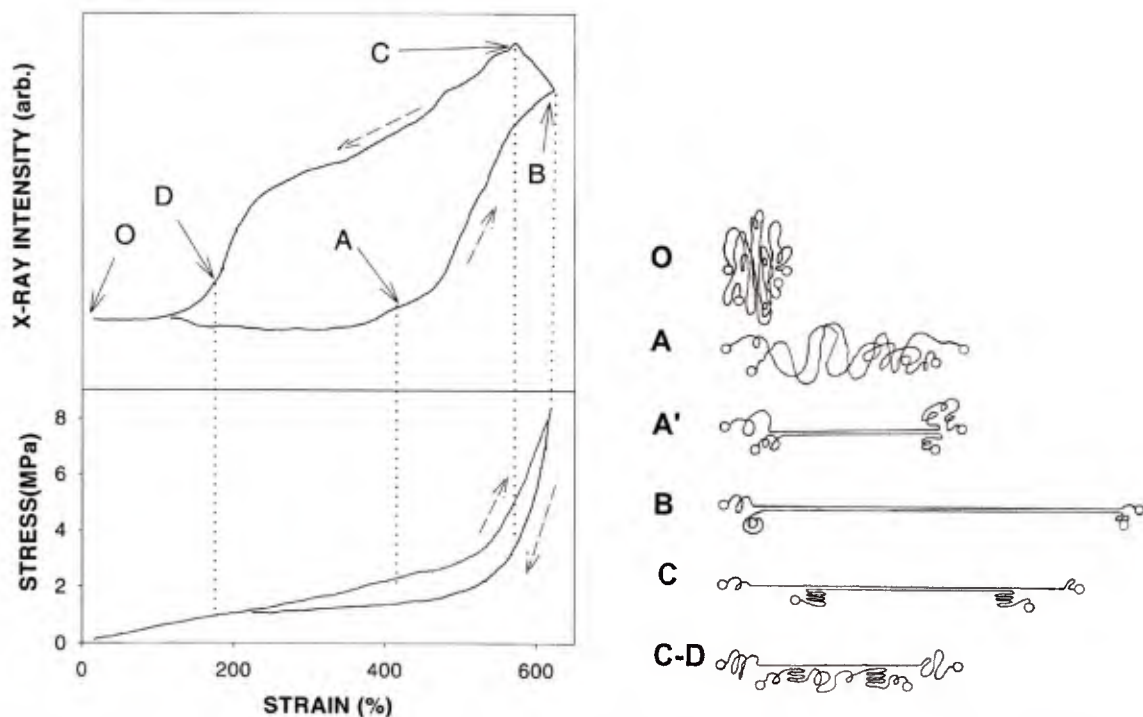 X-RAY INTENSITY (arb.)
C
D
O
A
B
STRESS(MPa)
8
6
4
2
0
0 200 400 600
STRAIN (%)
O
A
A'
B
C
C-D